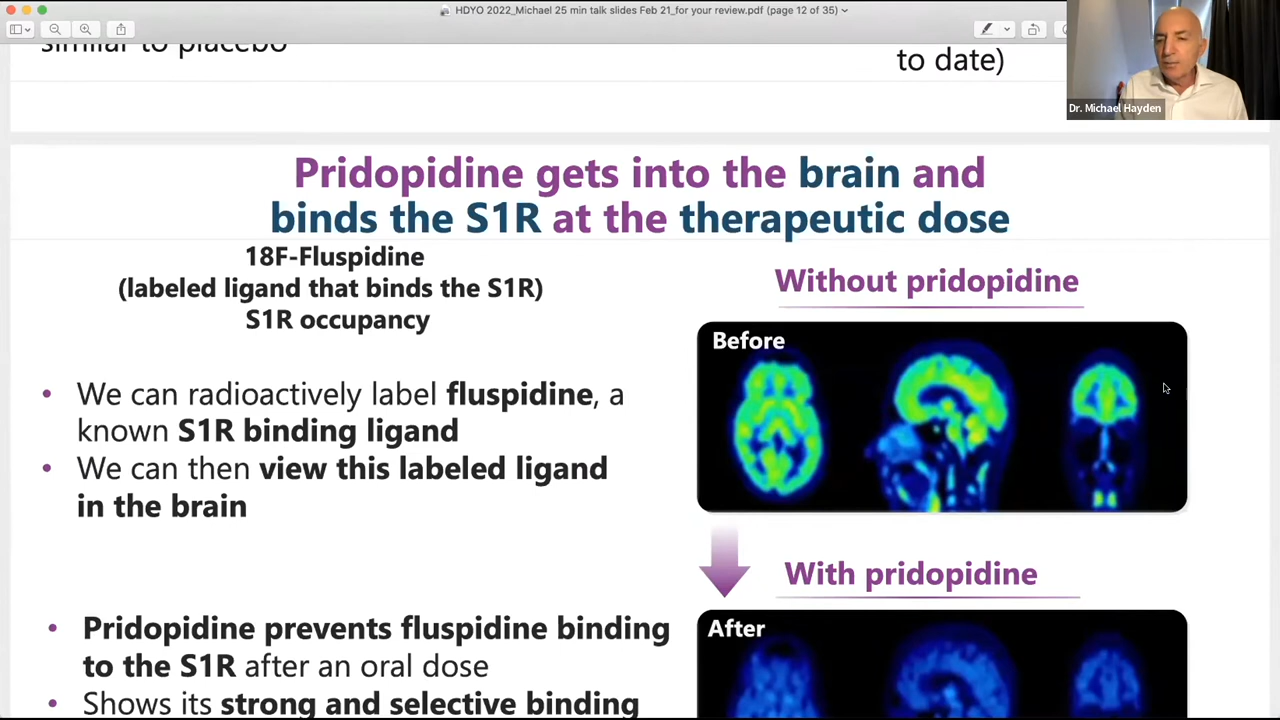 HDYO 2022_Michael 25 min talk slides Feb 21_for your review.pdf (page 12 of 35)
similar to placebo
to date)
Dr. Michael Hayden
Pridopidine gets into the brain and
binds the S1R at the therapeutic dose
18F-Fluspidine
(labeled ligand that binds the S1R)
S1R occupancy
• We can radioactively label fluspidine, a
known S1R binding ligand
• We can then view this labeled ligand
in the brain
• Pridopidine prevents fluspidine binding
to the S1R after an oral dose
• Shows its strong and selective binding
Without pridopidine
Before
With pridopidine
After